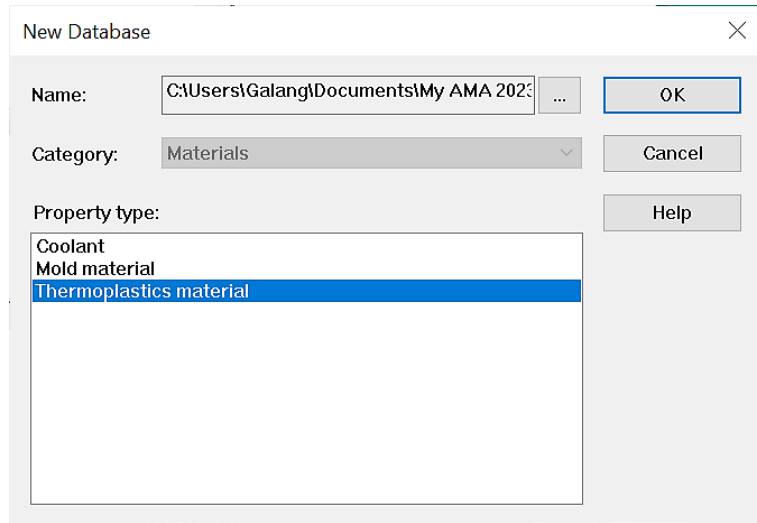 New Database
Name: C:\Users\Galang\Documents\My AMA 2023 ... OK
Category: Materials Cancel
Property type: Help
Coolant
Mold material
Thermoplastics material